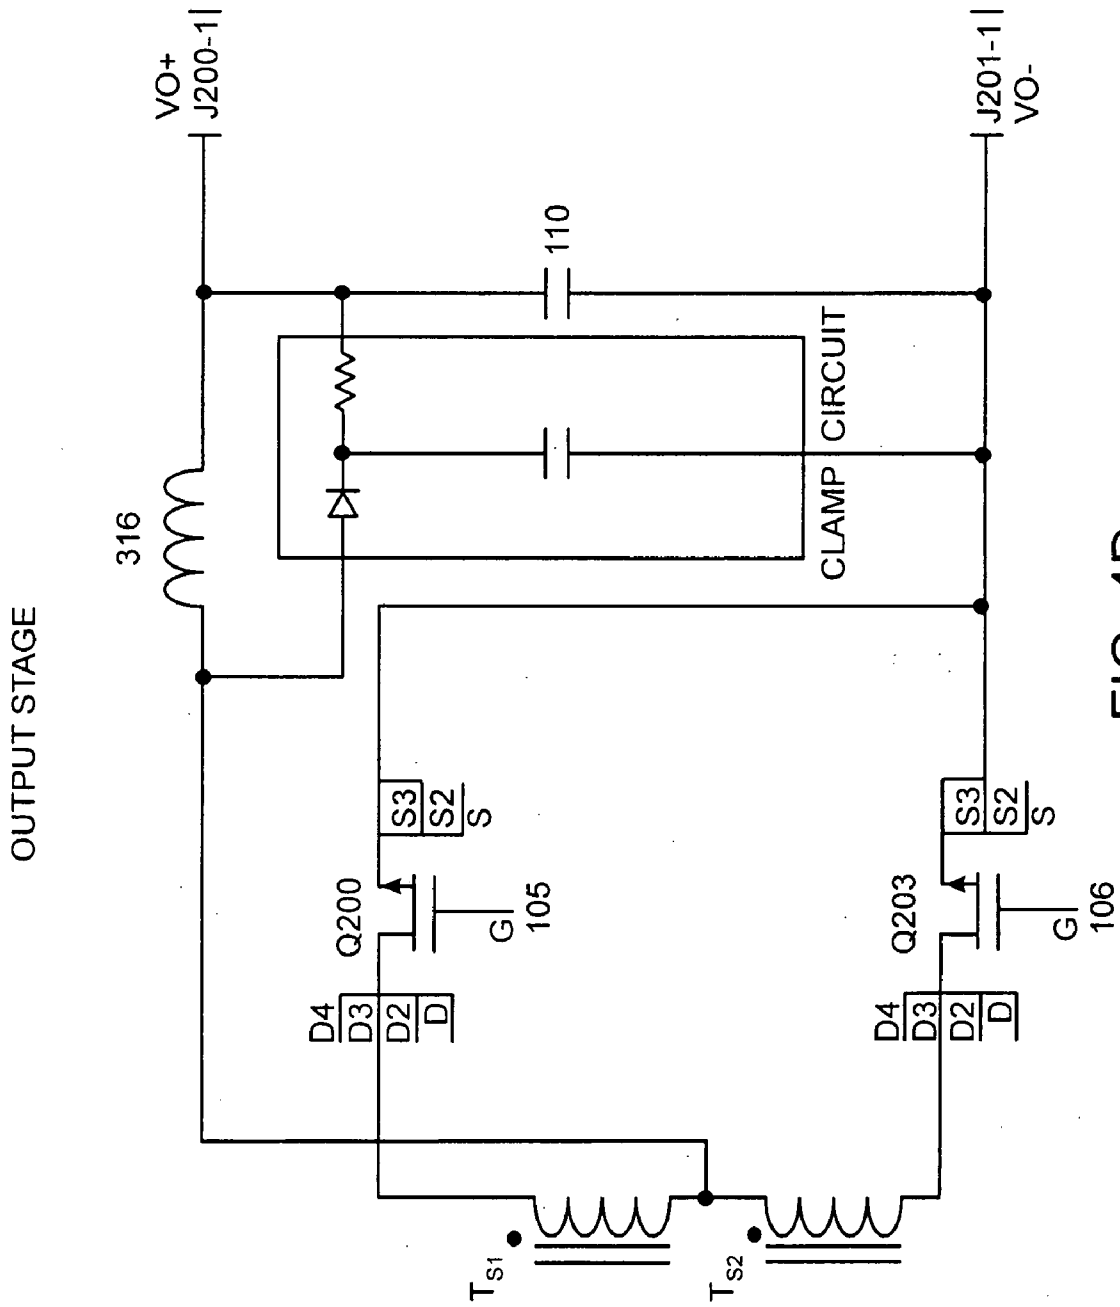 OUTPUT STAGE
316
VO+
J200-1
Q200
D4
D3
D2
D
S3
S2
S
G
105
110
CLAMP CIRCUIT
TS1
TS2
Q203
D4
D3
D2
D
S3
S2
S
G
106
J201-1
VO-
FIG.